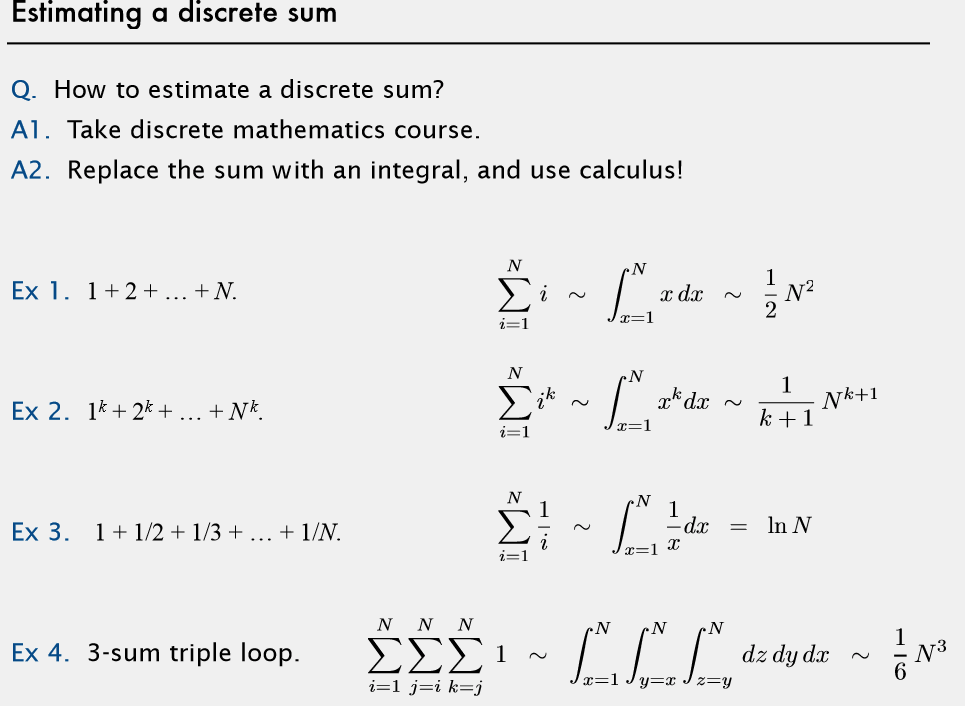 Estimating a discrete sum
Q. How to estimate a discrete sum?
A1. Take discrete mathematics course.
A2. Replace the sum with an integral, and use calculus!
Ex 1. 1 + 2 + … + N. $\sum_{i=1}^{N} i \sim \int_{x=1}^{N} x\,dx \sim \frac{1}{2} N^2$
Ex 2. 1^k + 2^k + … + N^k. $\sum_{i=1}^{N} i^k \sim \int_{x=1}^{N} x^k dx \sim \frac{1}{k+1} N^{k+1}$
Ex 3. 1 + 1/2 + 1/3 + … + 1/N. $\sum_{i=1}^{N} \frac{1}{i} \sim \int_{x=1}^{N} \frac{1}{x} dx = \ln N$
Ex 4. 3-sum triple loop. $\sum_{i=1}^{N} \sum_{j=i}^{N} \sum_{k=j}^{N} 1 \sim \int_{x=1}^{N} \int_{y=x}^{N} \int_{z=y}^{N} dz\,dy\,dx \sim \frac{1}{6} N^3$